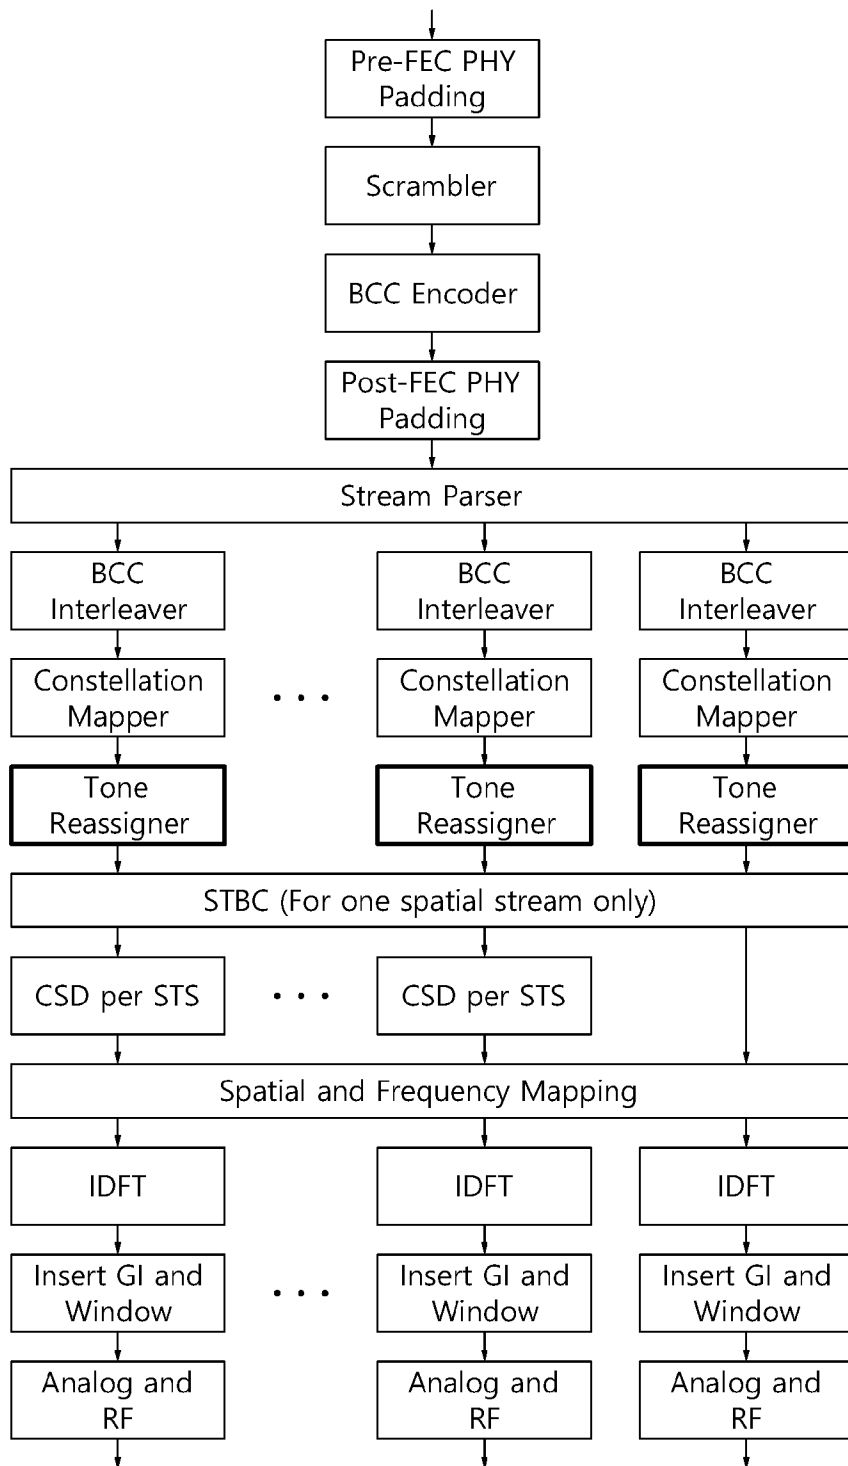 Pre-FEC PHY
Padding
Scrambler
BCC Encoder
Post-FEC PHY
Padding
Stream Parser
BCC
Interleaver
BCC
Interleaver
BCC
Interleaver
Constellation
Mapper
. . .
Constellation
Mapper
Constellation
Mapper
Tone
Reassigner
Tone
Reassigner
Tone
Reassigner
STBC (For one spatial stream only)
CSD per STS
. . .
CSD per STS
Spatial and Frequency Mapping
IDFT
IDFT
IDFT
Insert GI and
Window
. . .
Insert GI and
Window
Insert GI and
Window
Analog and
RF
Analog and
RF
Analog and
RF